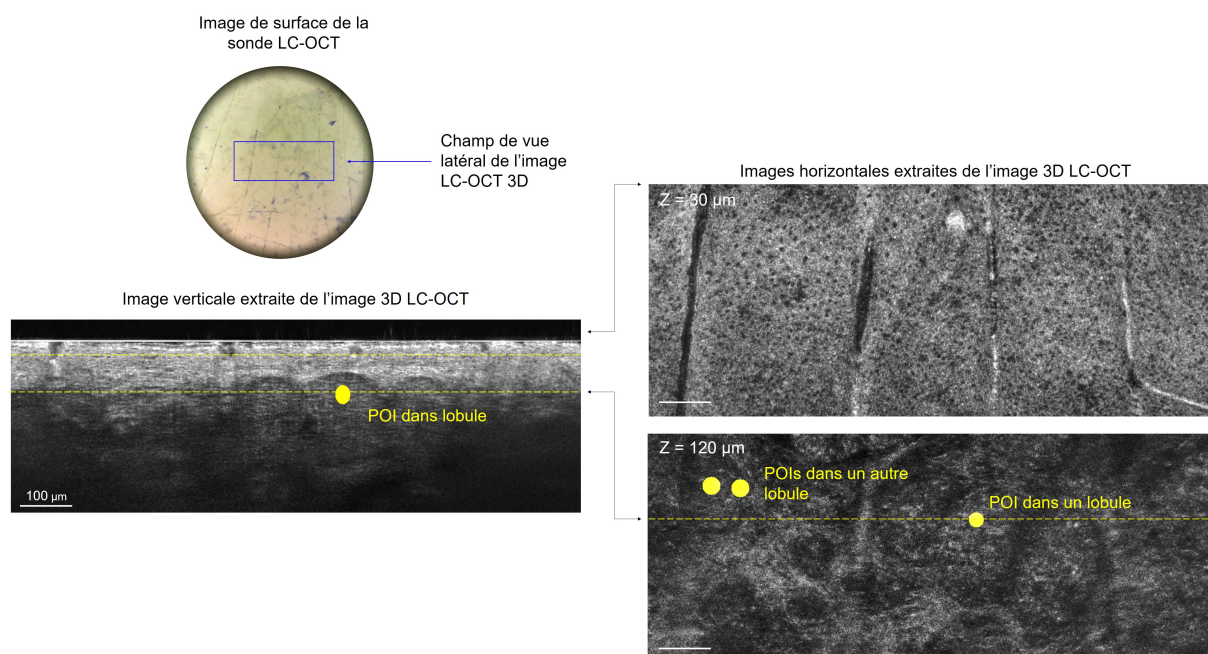 Image de surface de la
sonde LC-OCT
Champ de vue
latéral de l'image
LC-OCT 3D
Image verticale extraite de l'image 3D LC-OCT
POI dans lobule
100 µm
Images horizontales extraites de l'image 3D LC-OCT
Z = 30 µm
Z = 120 µm
POIs dans un autre
lobule
POI dans un lobule